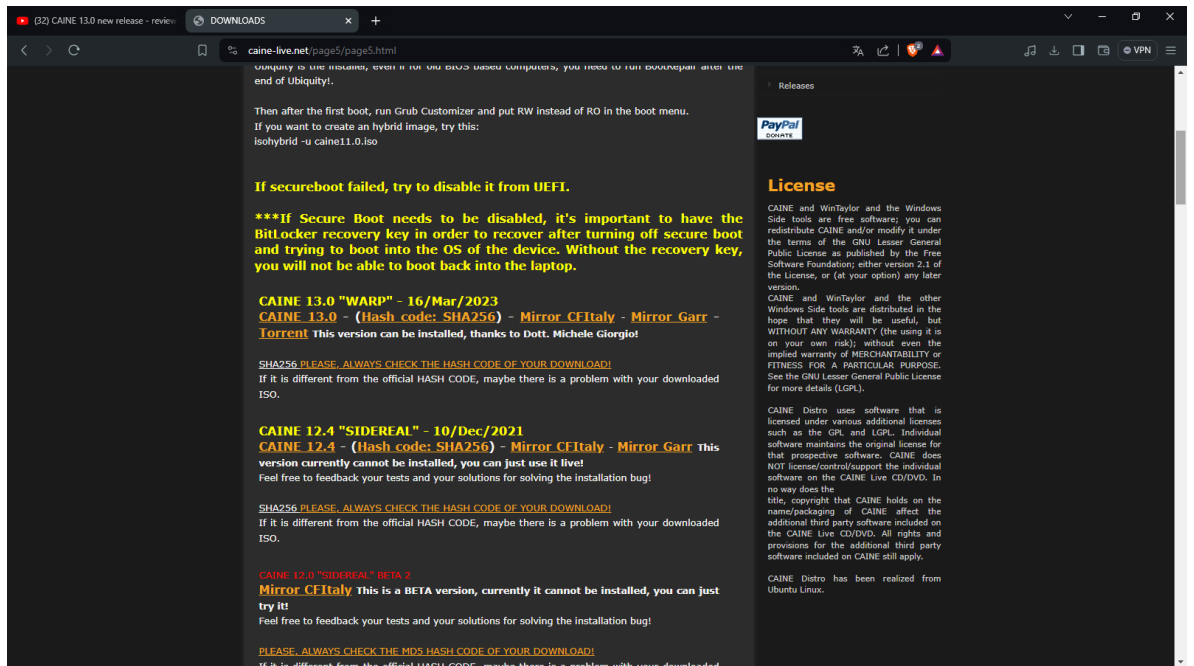 (32) CAINE 13.0 new release - review
DOWNLOADS
caine-live.net/page5/page5.html
VPN
Ubiquity is the installer, even if for old BIOS based computers, you need to run BootRepair after the
end of Ubiquity!.
Then after the first boot, run Grub Customizer and put RW instead of RO in the boot menu.
If you want to create an hybrid image, try this:
isohybrid -u caine11.0.iso
If secureboot failed, try to disable it from UEFI.
***If Secure Boot needs to be disabled, it's important to have the
BitLocker recovery key in order to recover after turning off secure boot
and trying to boot into the OS of the device. Without the recovery key,
you will not be able to boot back into the laptop.
CAINE 13.0 "WARP" - 16/Mar/2023
CAINE 13.0 - (Hash code: SHA256) - Mirror CFItaly - Mirror Garr -
Torrent This version can be installed, thanks to Dott. Michele Giorgio!
SHA256 PLEASE, ALWAYS CHECK THE HASH CODE OF YOUR DOWNLOAD!
If it is different from the official HASH CODE, maybe there is a problem with your downloaded
ISO.
CAINE 12.4 "SIDEREAL" - 10/Dec/2021
CAINE 12.4 - (Hash code: SHA256) - Mirror CFItaly - Mirror Garr This
version currently cannot be installed, you can just use it live!
Feel free to feedback your tests and your solutions for solving the installation bug!
SHA256 PLEASE, ALWAYS CHECK THE HASH CODE OF YOUR DOWNLOAD!
If it is different from the official HASH CODE, maybe there is a problem with your downloaded
ISO.
CAINE 12.0 "SIDEREAL" BETA 2
Mirror CFItaly This is a BETA version, currently it cannot be installed, you can just
try it!
Feel free to feedback your tests and your solutions for solving the installation bug!
PLEASE, ALWAYS CHECK THE MD5 HASH CODE OF YOUR DOWNLOAD!
If it is different from the official HASH CODE, maybe there is a problem with your downloaded
Releases
PayPal
DONATE
License
CAINE and WinTaylor and the Windows
Side tools are free software; you can
redistribute CAINE and/or modify it under
the terms of the GNU Lesser General
Public License as published by the Free
Software Foundation; either version 2.1 of
the License, or (at your option) any later
version.
CAINE and WinTaylor and the other
Windows Side tools are distributed in the
hope that they will be useful, but
WITHOUT ANY WARRANTY (the using it is
on your own risk); without even the
implied warranty of MERCHANTABILITY or
FITNESS FOR A PARTICULAR PURPOSE.
See the GNU Lesser General Public License
for more details (LGPL).
CAINE Distro uses software that is
licensed under various additional licenses
such as the GPL and LGPL. Individual
software maintains the original license for
that prospective software. CAINE does
NOT license/control/support the individual
software on the CAINE Live CD/DVD. In
no way does the
title, copyright that CAINE holds on the
name/packaging of CAINE affect the
additional third party software included on
the CAINE Live CD/DVD. All rights and
provisions for the additional third party
software included on CAINE still apply.
CAINE Distro has been realized from
Ubuntu Linux.